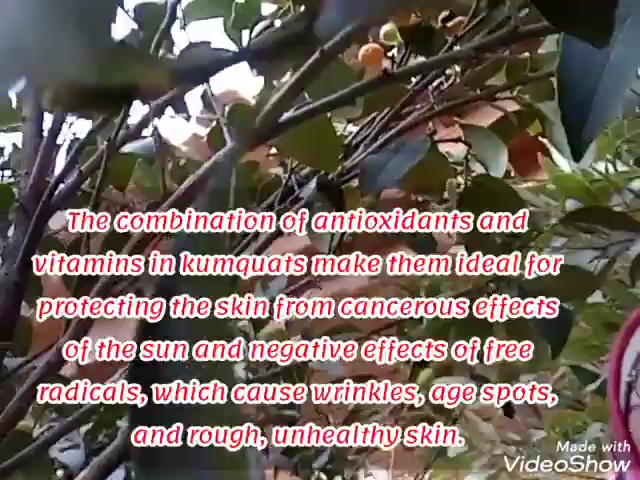 The combination of antioxidants and
vitamins in kumquats make them ideal for
protecting the skin from cancerous effects
of the sun and negative effects of free
radicals, which cause wrinkles, age spots,
and rough, unhealthy skin.
Made with
VideoShow